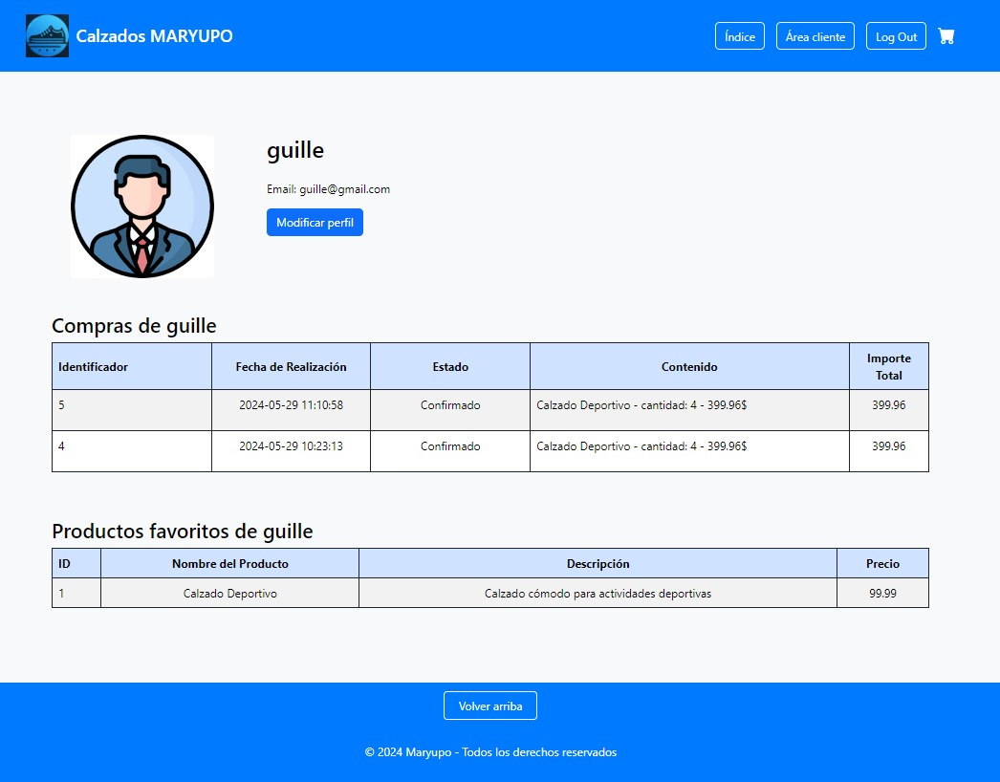 Calzados MARYUPO
Índice
Área cliente
Log Out
guille
Email: guille@gmail.com
Modificar perfil
Compras de guille
Identificador Fecha de Realización Estado Contenido Importe Total
5 2024-05-29 11:10:58 Confirmado Calzado Deportivo - cantidad: 4 - 399.96$ 399.96
4 2024-05-29 10:23:13 Confirmado Calzado Deportivo - cantidad: 4 - 399.96$ 399.96
Productos favoritos de guille
ID Nombre del Producto Descripción Precio
1 Calzado Deportivo Calzado cómodo para actividades deportivas 99.99
Volver arriba
© 2024 Maryupo - Todos los derechos reservados